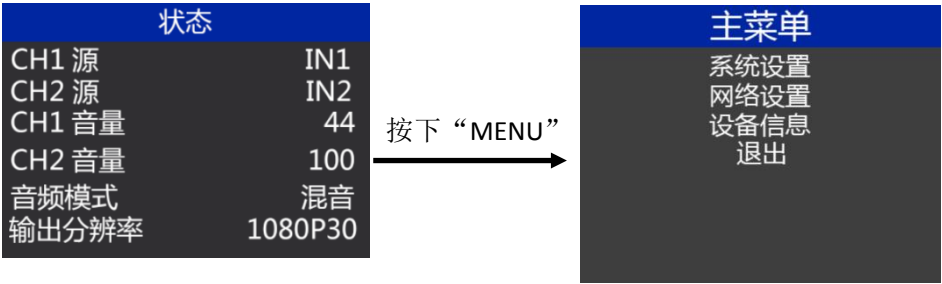 状态
CH1 源 IN1
CH2 源 IN2
CH1 音量 44
CH2 音量 100
音频模式 混音
输出分辨率 1080P30
按下“MENU”
主菜单
系统设置
网络设置
设备信息
退出